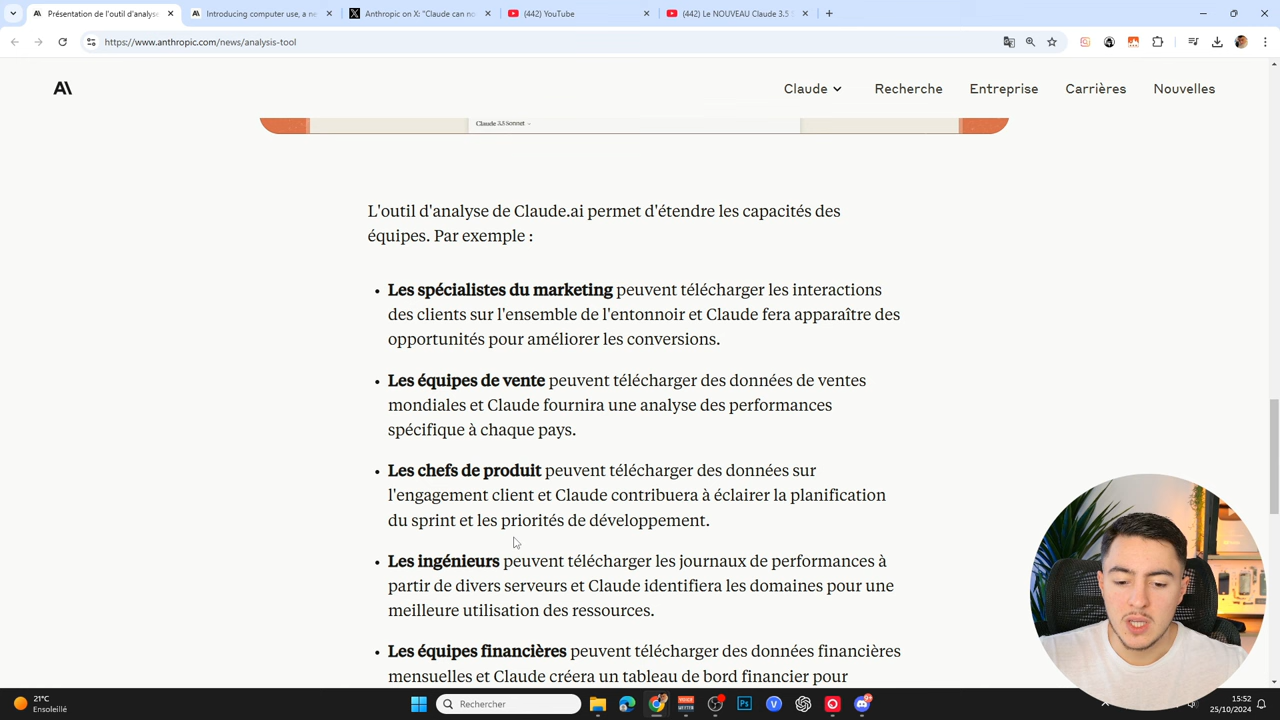 Présentation de l'outil d'analyse
Introducing computer use, a ne
Anthropic on X: "Claude can no
(442) YouTube
(442) Le NOUVEAU Claude 3.5 S
https://www.anthropic.com/news/analysis-tool
Claude
Recherche
Entreprise
Carrières
Nouvelles
Claude 3.5 Sonnet
L'outil d'analyse de Claude.ai permet d'étendre les capacités des
équipes. Par exemple :
• Les spécialistes du marketing peuvent télécharger les interactions
des clients sur l'ensemble de l'entonnoir et Claude fera apparaître des
opportunités pour améliorer les conversions.
• Les équipes de vente peuvent télécharger des données de ventes
mondiales et Claude fournira une analyse des performances
spécifique à chaque pays.
• Les chefs de produit peuvent télécharger des données sur
l'engagement client et Claude contribuera à éclairer la planification
du sprint et les priorités de développement.
• Les ingénieurs peuvent télécharger les journaux de performances à
partir de divers serveurs et Claude identifiera les domaines pour une
meilleure utilisation des ressources.
• Les équipes financières peuvent télécharger des données financières
mensuelles et Claude créera un tableau de bord financier pour
21°C
Ensoleillé
Rechercher
15:52
25/10/2024